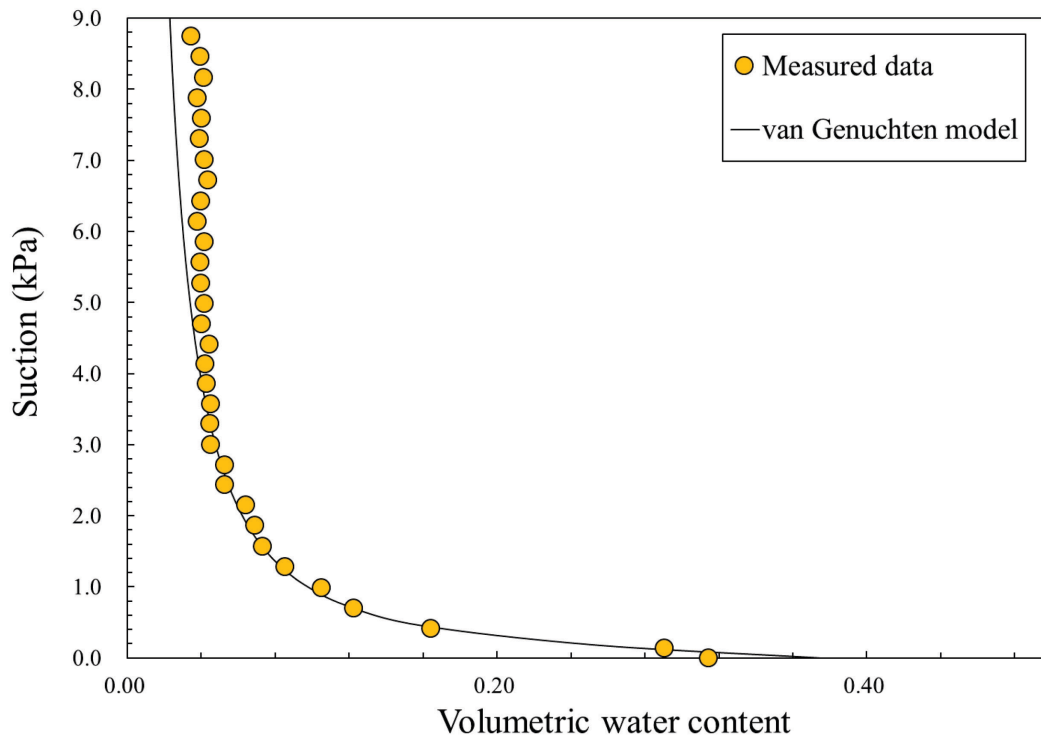 9.0
8.0
7.0
6.0
5.0
4.0
3.0
2.0
1.0
0.0
Suction (kPa)
Measured data
van Genuchten model
0.00 0.20 0.40
Volumetric water content